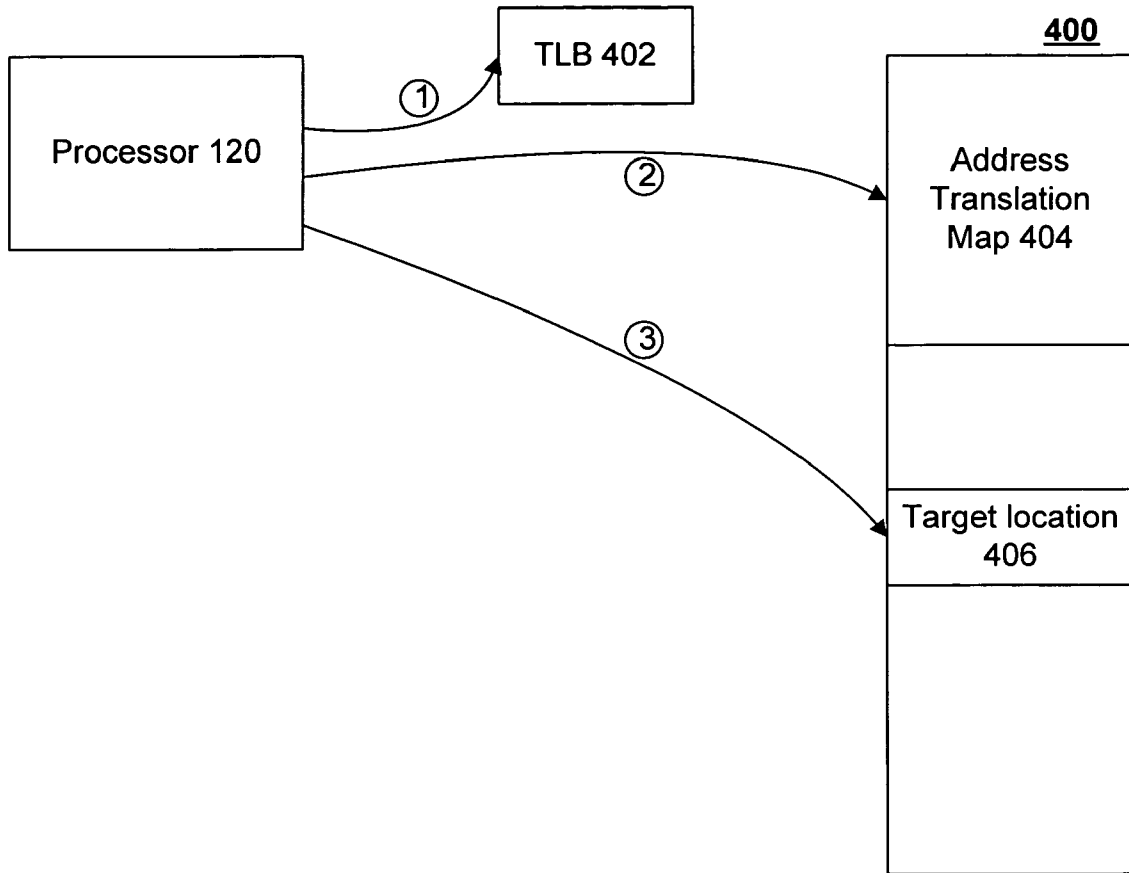 400
TLB 402
Processor 120
1
2
Address
Translation
Map 404
3
Target location
406